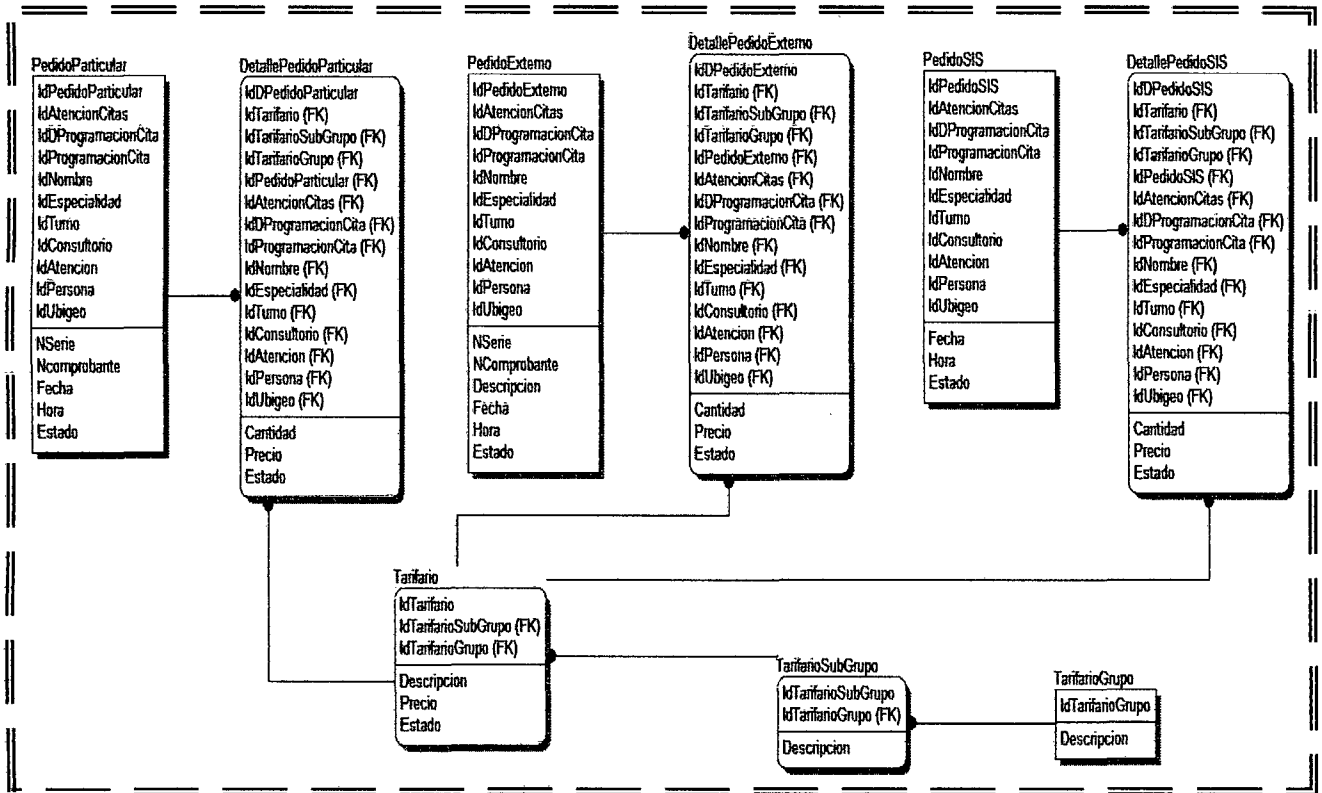 PedidoParticular
IdPedidoParticular
IdAtencionCitas
IdDProgramacionCita
IdProgramacionCita
IdNombre
IdEspecialidad
IdTurno
IdConsultorio
IdAtencion
IdPersona
IdUbigeo
NSerie
Ncomprobante
Fecha
Hora
Estado
DetallePedidoParticular
IdDPedidoParticular
IdTarifario (FK)
IdTarifarioSubGrupo (FK)
IdTarifarioGrupo (FK)
IdPedidoParticular (FK)
IdAtencionCitas (FK)
IdDProgramacionCita (FK)
IdProgramacionCita (FK)
IdNombre (FK)
IdEspecialidad (FK)
IdTurno (FK)
IdConsultorio (FK)
IdAtencion (FK)
IdPersona (FK)
IdUbigeo (FK)
Cantidad
Precio
Estado
PedidoExterno
IdPedidoExterno
IdAtencionCitas
IdDProgramacionCita
IdProgramacionCita
IdNombre
IdEspecialidad
IdTurno
IdConsultorio
IdAtencion
IdPersona
IdUbigeo
NSerie
NComprobante
Descripcion
Fecha
Hora
Estado
DetallePedidoExterno
IdDPedidoExterno
IdTarifario (FK)
IdTarifarioSubGrupo (FK)
IdTarifarioGrupo (FK)
IdPedidoExterno (FK)
IdAtencionCitas (FK)
IdDProgramacionCita (FK)
IdProgramacionCita (FK)
IdNombre (FK)
IdEspecialidad (FK)
IdTurno (FK)
IdConsultorio (FK)
IdAtencion (FK)
IdPersona (FK)
IdUbigeo (FK)
Cantidad
Precio
Estado
PedidoSIS
IdPedidoSIS
IdAtencionCitas
IdDProgramacionCita
IdProgramacionCita
IdNombre
IdEspecialidad
IdTurno
IdConsultorio
IdAtencion
IdPersona
IdUbigeo
Fecha
Hora
Estado
DetallePedidoSIS
IdDPedidoSIS
IdTarifario (FK)
IdTarifarioSubGrupo (FK)
IdTarifarioGrupo (FK)
IdPedidoSIS (FK)
IdAtencionCitas (FK)
IdDProgramacionCita (FK)
IdProgramacionCita (FK)
IdNombre (FK)
IdEspecialidad (FK)
IdTurno (FK)
IdConsultorio (FK)
IdAtencion (FK)
IdPersona (FK)
IdUbigeo (FK)
Cantidad
Precio
Estado
Tarifario
IdTarifario
IdTarifarioSubGrupo (FK)
IdTarifarioGrupo (FK)
Descripcion
Precio
Estado
TarifarioSubGrupo
IdTarifarioSubGrupo
IdTarifarioGrupo (FK)
Descripcion
TarifarioGrupo
IdTarifarioGrupo
Descripcion